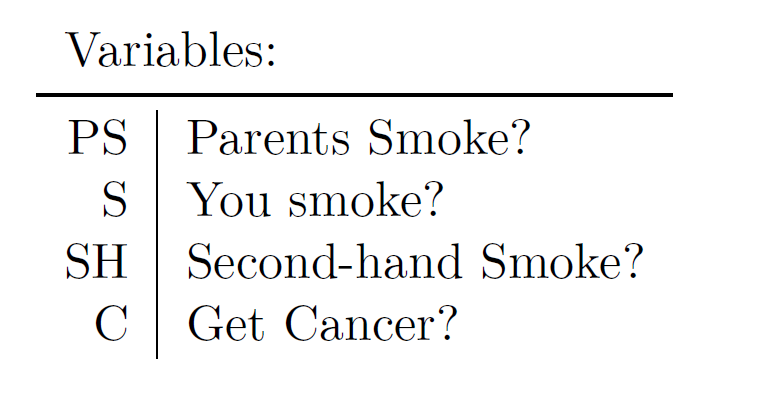 Variables:
PS Parents Smoke?
S You smoke?
SH Second-hand Smoke?
C Get Cancer?